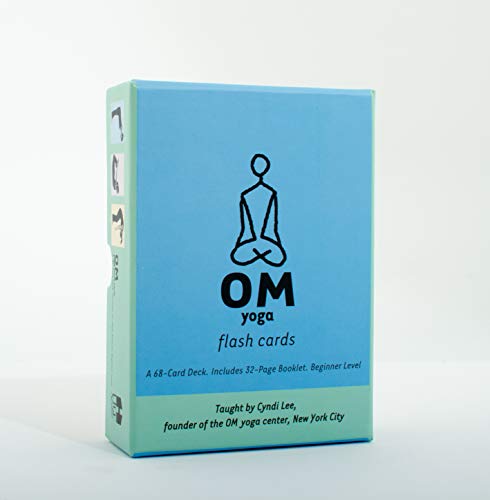 OM
yoga
flash cards
A 68-Card Deck. Includes 32-Page Booklet. Beginner Level
Taught by Cyndi Lee,
founder of the OM yoga center, New York City